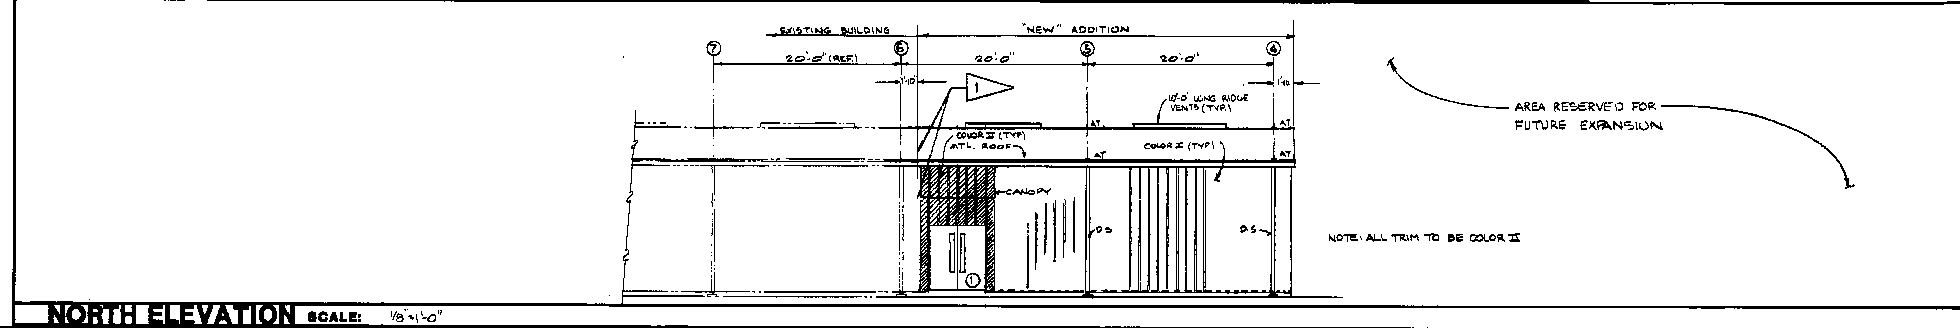 EXISTING BUILDING
"NEW" ADDITION
7
6
5
4
20'-0" (REF.)
20'-0"
20'-0"
1'-10"
1
1'-10"
10'-0" LONG RIDGE
VENTS (TYP.)
AREA RESERVED FOR
FUTURE EXPANSION
AT.
AT.
COLOR II (TYP)
MTL. ROOF
COLOR I (TYP)
AT
AT
CANOPY
D.S
D.S
NOTE: ALL TRIM TO BE COLOR II
1
NORTH ELEVATION SCALE: 1/8"=1'-0"